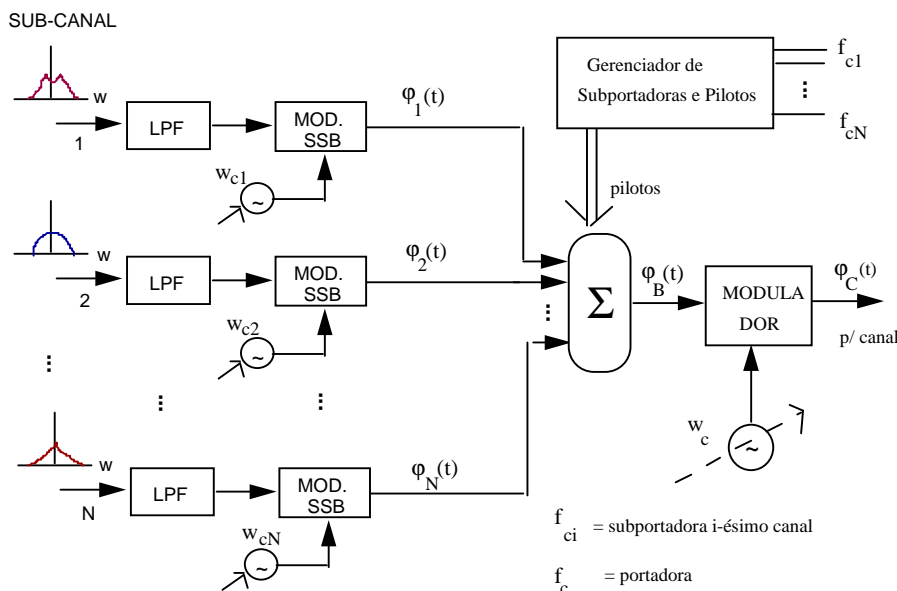 SUB-CANAL
w
1
LPF
MOD.
SSB
φ1(t)
wc1
~
Gerenciador de
Subportadoras e Pilotos
fc1
⋮
fcN
pilotos
w
2
LPF
MOD.
SSB
φ2(t)
wc2
~
⋮
Σ
φB(t)
MODULA
DOR
φC(t)
p/ canal
⋮
⋮
⋮
wc
~
w
N
LPF
MOD.
SSB
φN(t)
wcN
~
fci = subportadora i-ésimo canal
fc = portadora